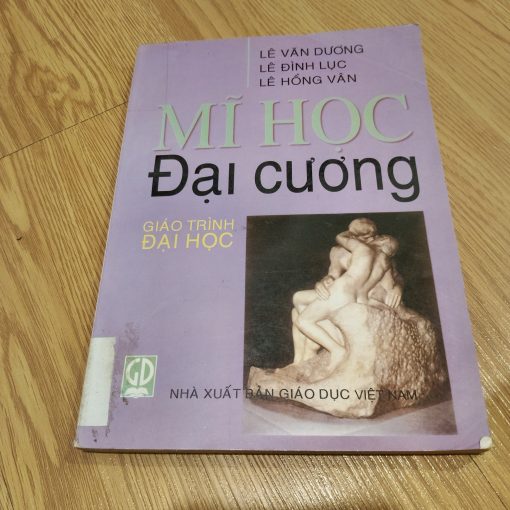 LÊ VĂN DƯƠNG
LÊ ĐÌNH LỤC
LÊ HỒNG VÂN
MĨ HỌC
ĐẠI CƯƠNG
GIÁO TRÌNH
ĐẠI HỌC
GD
NHÀ XUẤT BẢN GIÁO DỤC VIỆT NAM